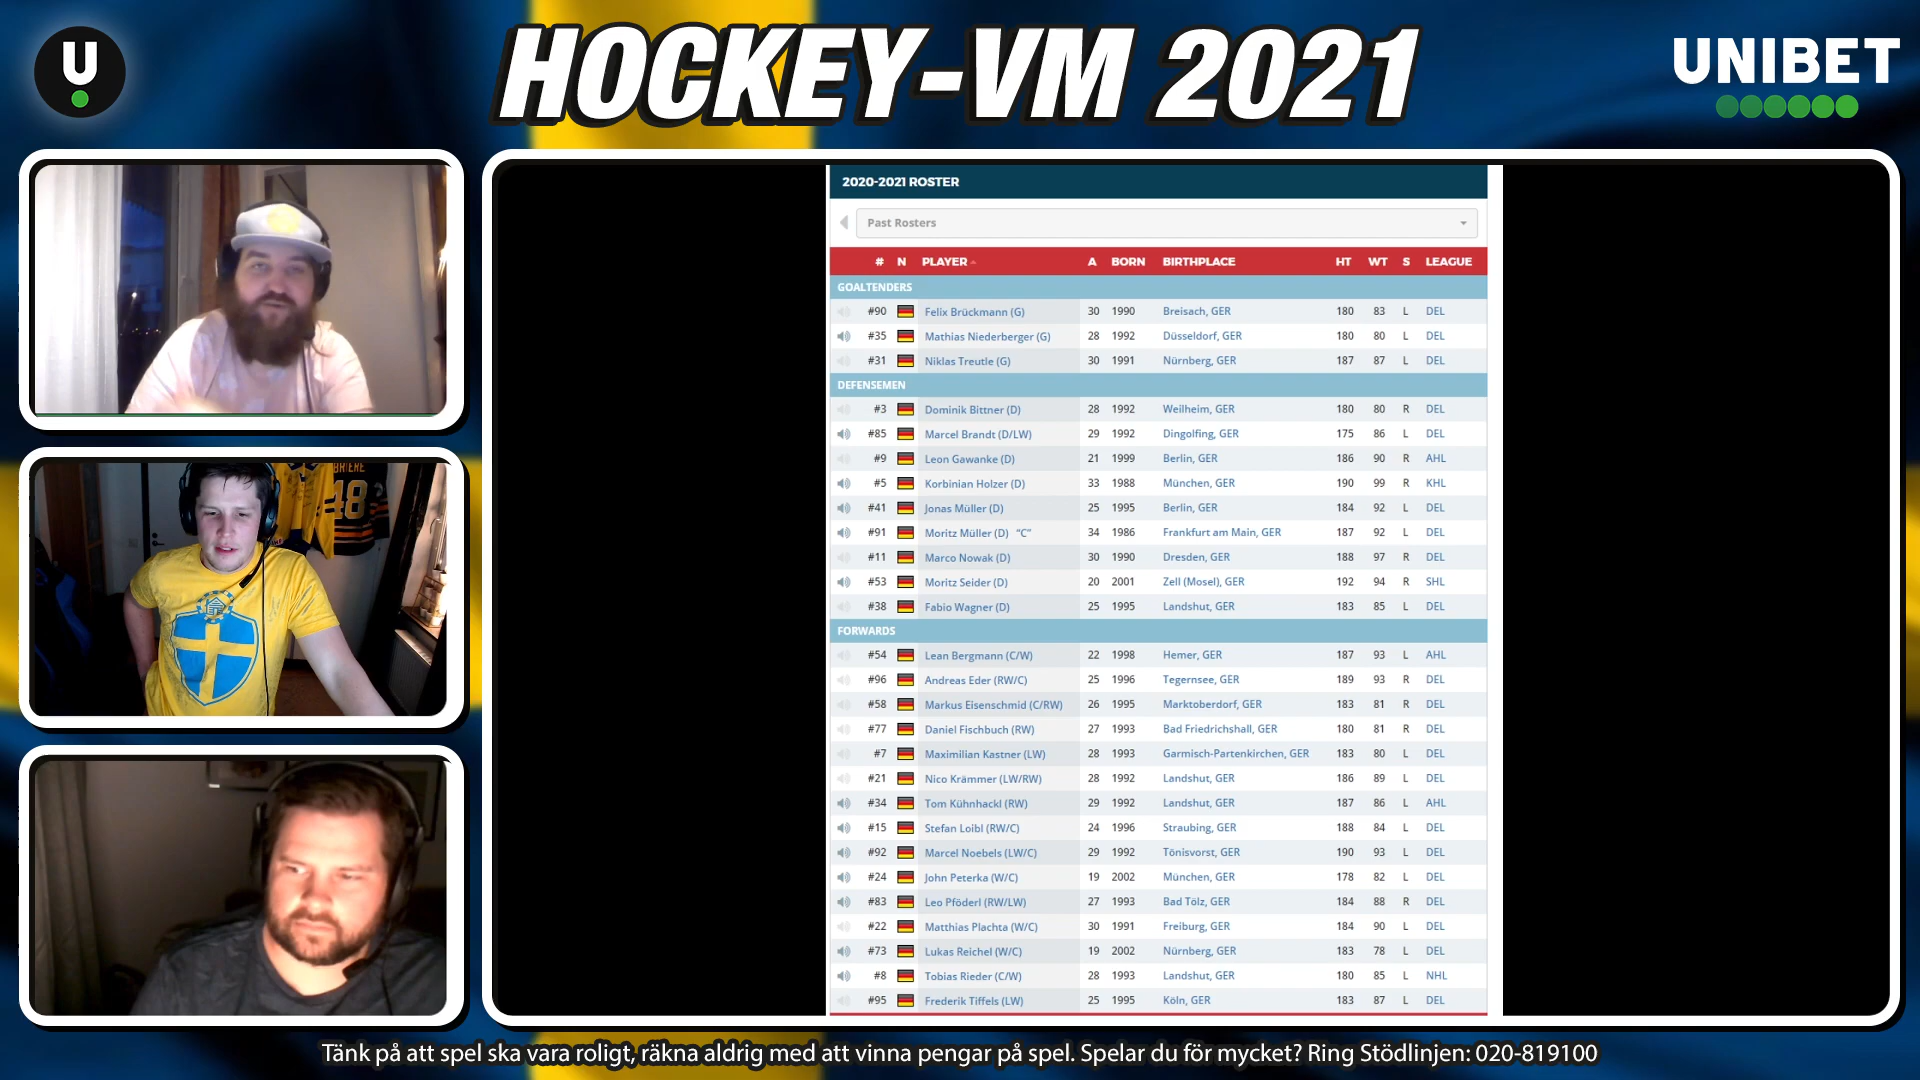 U
HOCKEY-VM 2021
UNIBET
BRIERE
48
2020-2021 ROSTER
Past Rosters
# N PLAYER A BORN BIRTHPLACE HT WT S LEAGUE
GOALTENDERS
#90 Felix Brückmann (G) 30 1990 Breisach, GER 180 83 L DEL
#35 Mathias Niederberger (G) 28 1992 Düsseldorf, GER 180 80 L DEL
#31 Niklas Treutle (G) 30 1991 Nürnberg, GER 187 87 L DEL
DEFENSEMEN
#3 Dominik Bittner (D) 28 1992 Weilheim, GER 180 80 R DEL
#85 Marcel Brandt (D/LW) 29 1992 Dingolfing, GER 175 86 L DEL
#9 Leon Gawanke (D) 21 1999 Berlin, GER 186 90 R AHL
#5 Korbinian Holzer (D) 33 1988 München, GER 190 99 R KHL
#41 Jonas Müller (D) 25 1995 Berlin, GER 184 92 L DEL
#91 Moritz Müller (D) "C" 34 1986 Frankfurt am Main, GER 187 92 L DEL
#11 Marco Nowak (D) 30 1990 Dresden, GER 188 97 R DEL
#53 Moritz Seider (D) 20 2001 Zell (Mosel), GER 192 94 R SHL
#38 Fabio Wagner (D) 25 1995 Landshut, GER 183 85 L DEL
FORWARDS
#54 Lean Bergmann (C/W) 22 1998 Hemer, GER 187 93 L AHL
#96 Andreas Eder (RW/C) 25 1996 Tegernsee, GER 189 93 R DEL
#58 Markus Eisenschmid (C/RW) 26 1995 Marktoberdorf, GER 183 81 R DEL
#77 Daniel Fischbuch (RW) 27 1993 Bad Friedrichshall, GER 180 81 R DEL
#7 Maximilian Kastner (LW) 28 1993 Garmisch-Partenkirchen, GER 183 80 L DEL
#21 Nico Krämmer (LW/RW) 28 1992 Landshut, GER 186 89 L DEL
#34 Tom Kühnhackl (RW) 29 1992 Landshut, GER 187 86 L AHL
#15 Stefan Loibl (RW/C) 24 1996 Straubing, GER 188 84 L DEL
#92 Marcel Noebels (LW/C) 29 1992 Tönisvorst, GER 190 93 L DEL
#24 John Peterka (W/C) 19 2002 München, GER 178 82 L DEL
#83 Leo Pföderl (RW/LW) 27 1993 Bad Tölz, GER 184 88 R DEL
#22 Matthias Plachta (W/C) 30 1991 Freiburg, GER 184 90 L DEL
#73 Lukas Reichel (W/C) 19 2002 Nürnberg, GER 183 78 L DEL
#8 Tobias Rieder (C/W) 28 1993 Landshut, GER 180 85 L NHL
#95 Frederik Tiffels (LW) 25 1995 Köln, GER 183 87 L DEL
Tänk på att spel ska vara roligt, räkna aldrig med att vinna pengar på spel. Spelar du för mycket? Ring Stödlinjen: 020-819100